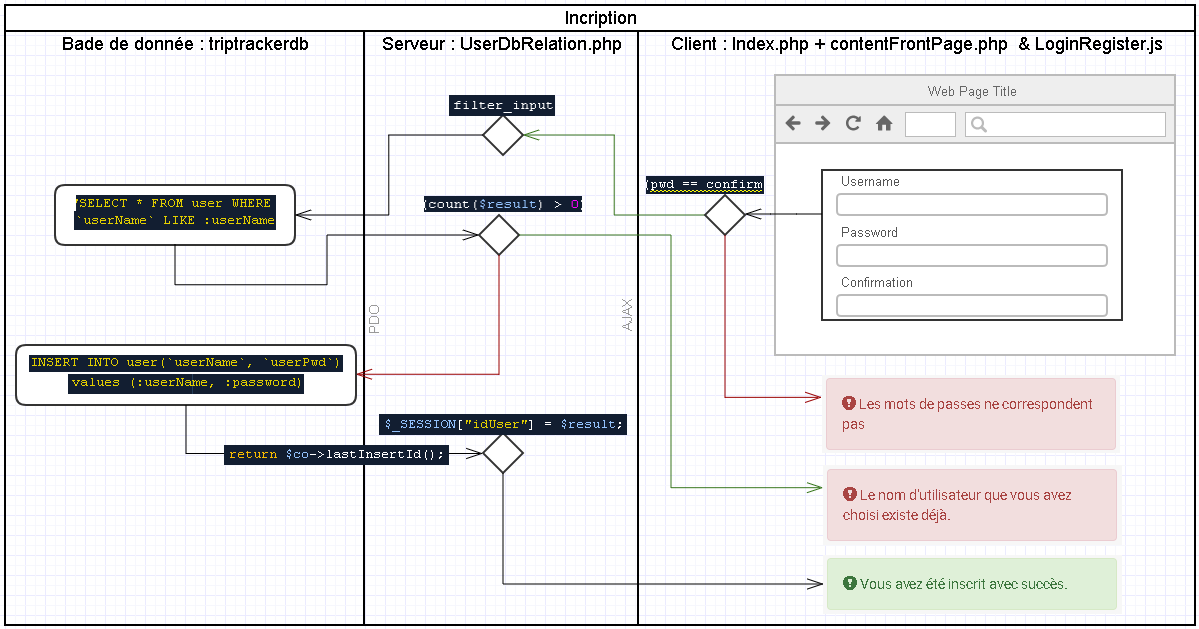 Incription
Bade de donnée : triptrackerdb
Serveur : UserDbRelation.php
Client : Index.php + contentFrontPage.php & LoginRegister.js
Web Page Title
filter_input
(pwd == confirm
Username
Password
Confirmation
"SELECT * FROM user WHERE
`userName` LIKE :userName
(count($result) > 0)
PDO
AJAX
INSERT INTO user(`userName`, `userPwd`)
values (:userName, :password)
Les mots de passes ne correspondent
pas
$_SESSION["idUser"] = $result;
return $co->lastInsertId();
Le nom d'utilisateur que vous avez
choisi existe déjà.
Vous avez été inscrit avec succès.